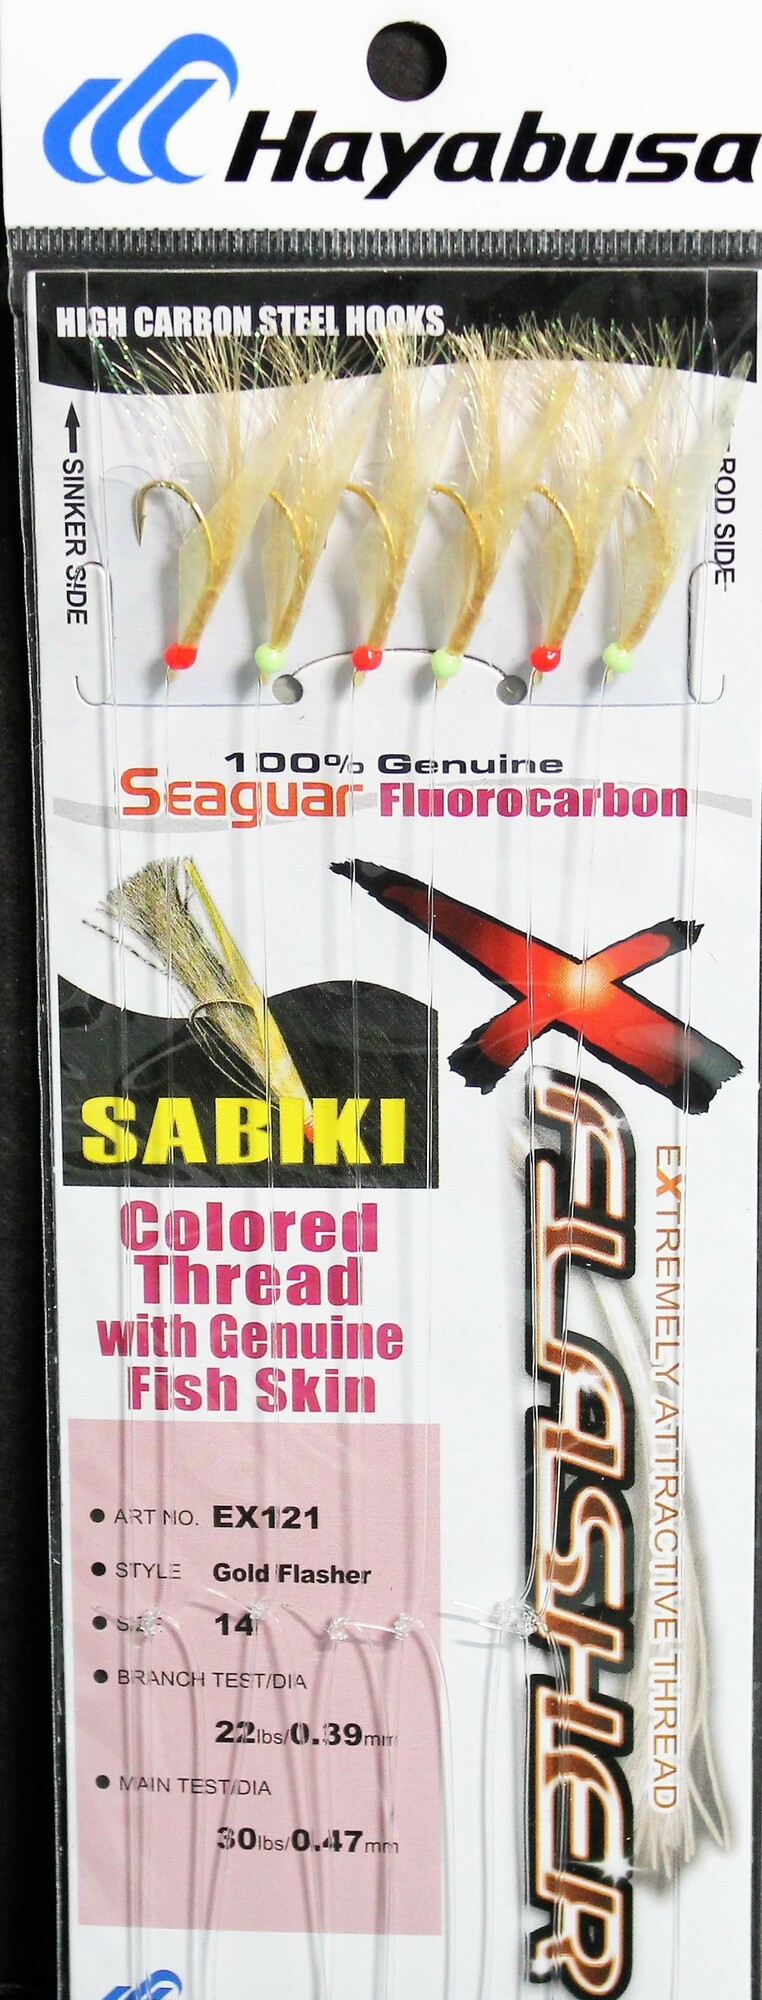 Hayabusa
HIGH CARBON STEEL HOOKS
SINKER SIDE
ROD SIDE
100% Genuine
Seaguar Fluorocarbon
X
FLASHER
EXTREMELY ATTRACTIVE THREAD
SABIKI
Colored
Thread
with Genuine
Fish Skin
ART NO. EX121
STYLE Gold Flasher
SIZE 14
BRANCH TEST/DIA
22lbs/0.39mm
MAIN TEST/DIA
30lbs/0.47mm